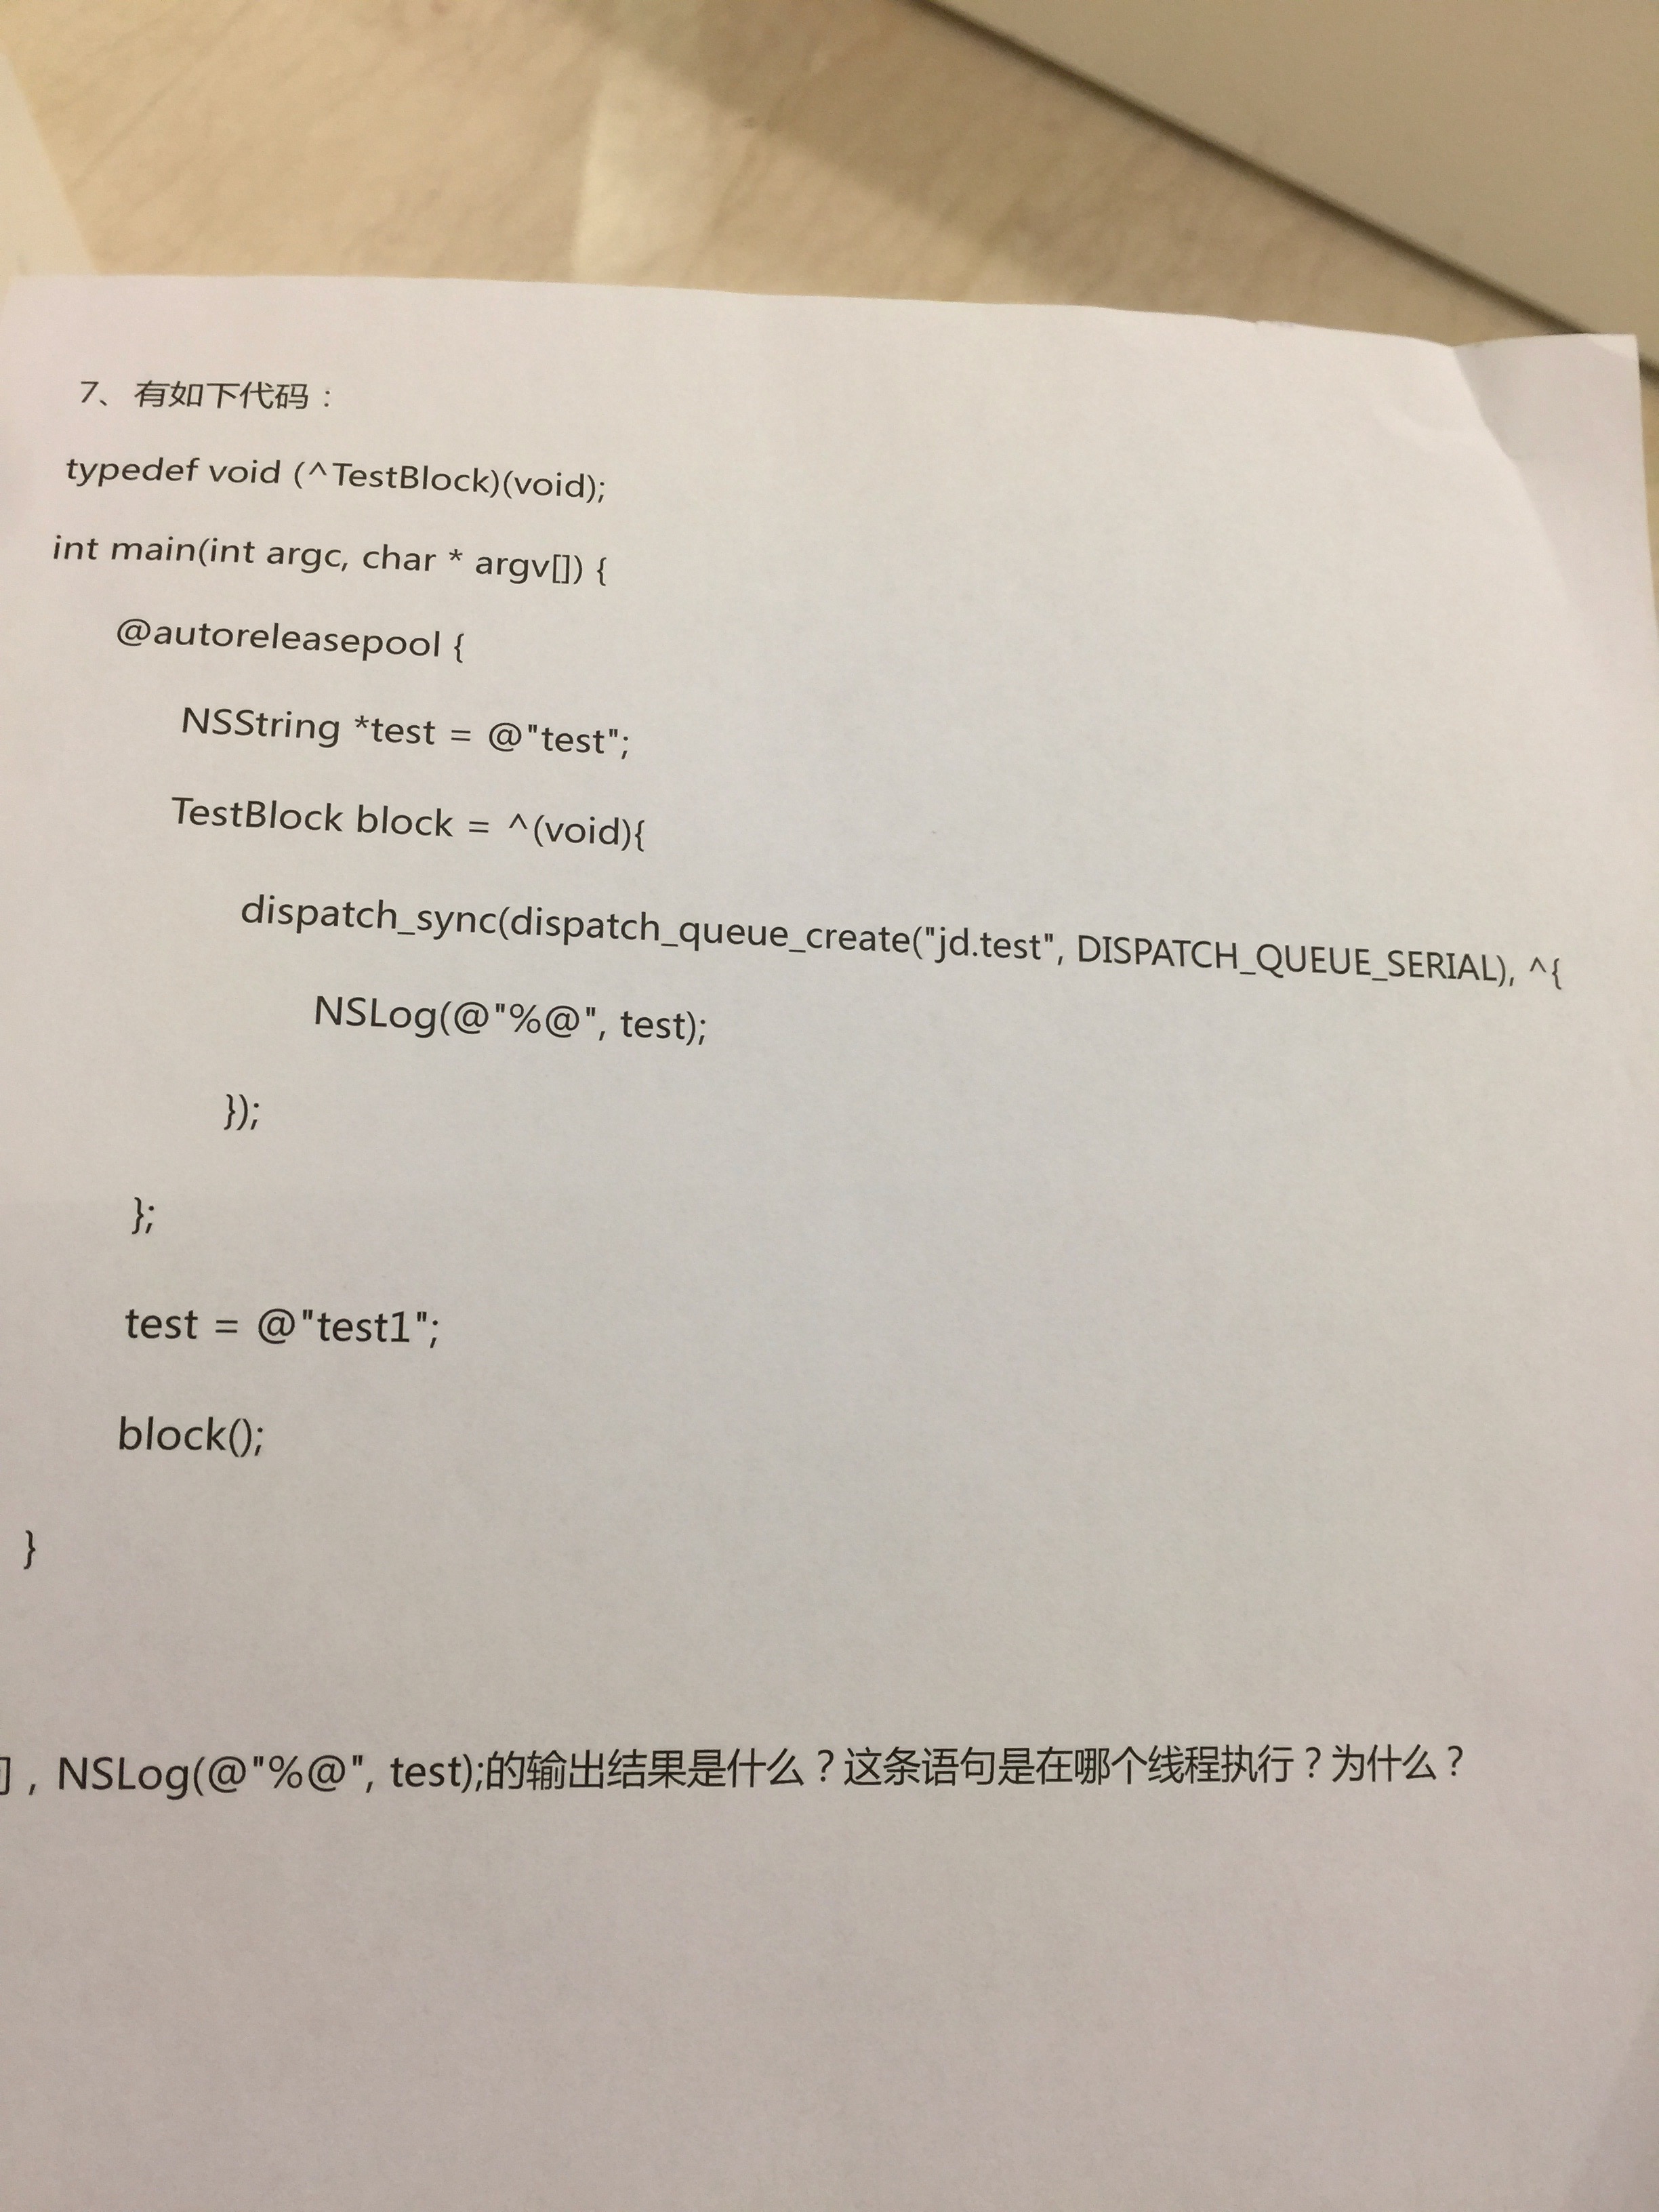 7、有如下代码：
typedef void (^TestBlock)(void);
int main(int argc, char * argv[]) {
@autoreleasepool {
NSString *test = @"test";
TestBlock block = ^(void){
dispatch_sync(dispatch_queue_create("jd.test", DISPATCH_QUEUE_SERIAL), ^{
NSLog(@"%@", test);
});
};
test = @"test1";
block();
}
，NSLog(@"%@", test);的输出结果是什么？这条语句是在哪个线程执行？为什么？